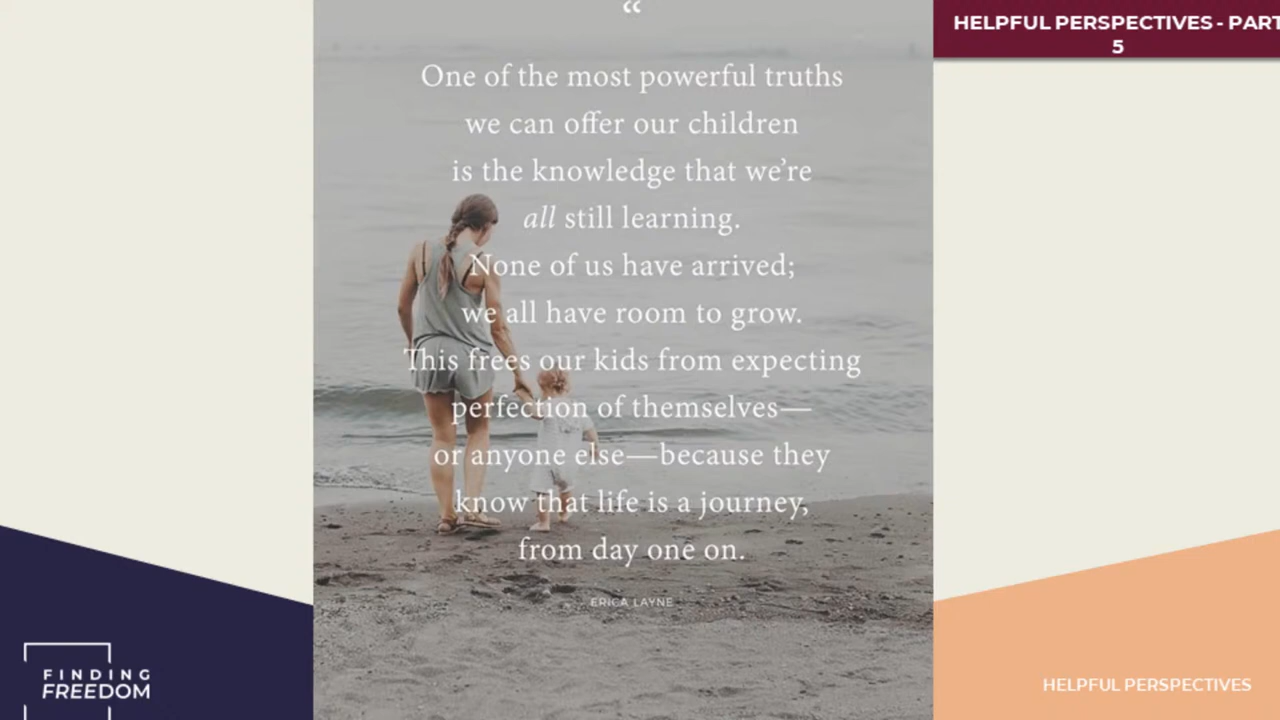 HELPFUL PERSPECTIVES - PART
5
“
One of the most powerful truths
we can offer our children
is the knowledge that we’re
all still learning.
None of us have arrived;
we all have room to grow.
This frees our kids from expecting
perfection of themselves—
or anyone else—because they
know that life is a journey,
from day one on.
ERICA LAYNE
FINDING
FREEDOM
HELPFUL PERSPECTIVES